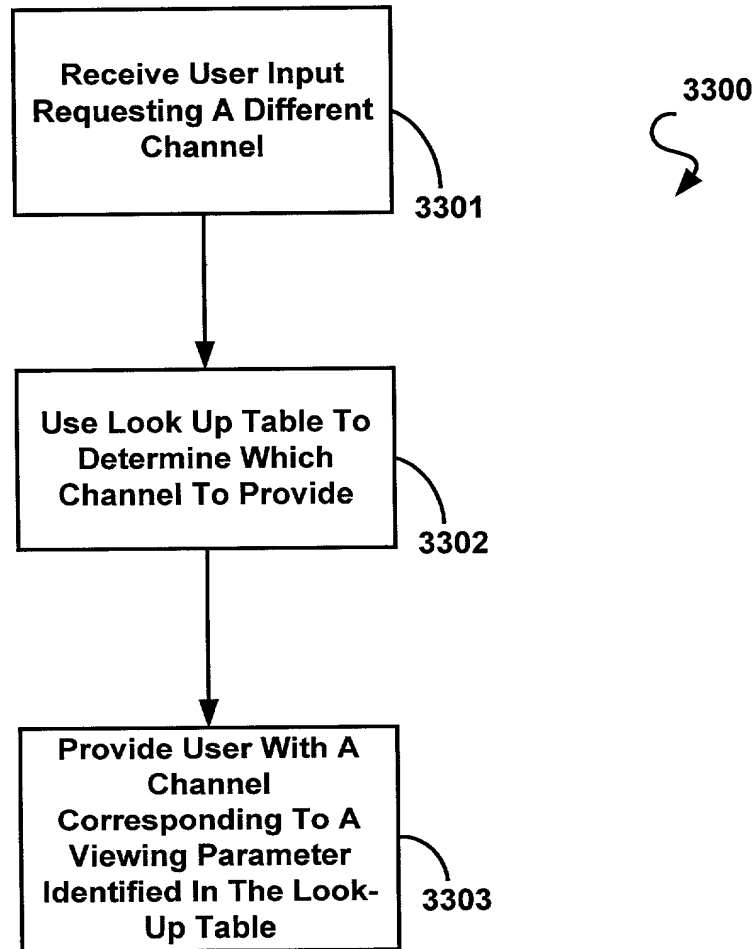 Receive User Input
Requesting A Different
Channel
3300
3301
Use Look Up Table To
Determine Which
Channel To Provide
3302
Provide User With A
Channel
Corresponding To A
Viewing Parameter
Identified In The Look-
Up Table
3303